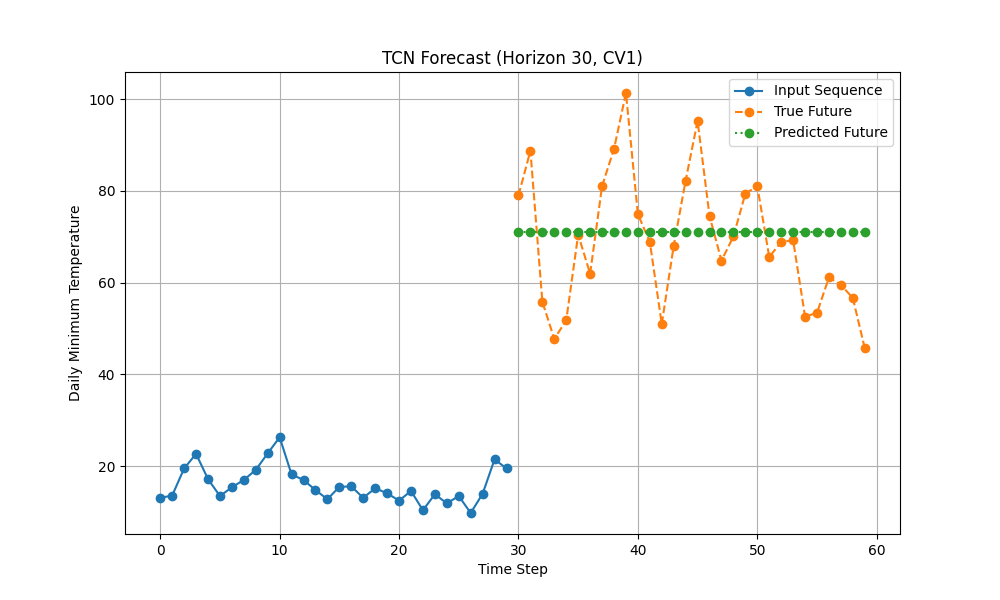 TCN Forecast (Horizon 30, CV1)
Input Sequence
True Future
Predicted Future
Daily Minimum Temperature
100
80
60
40
20
0 10 20 30 40 50 60
Time Step